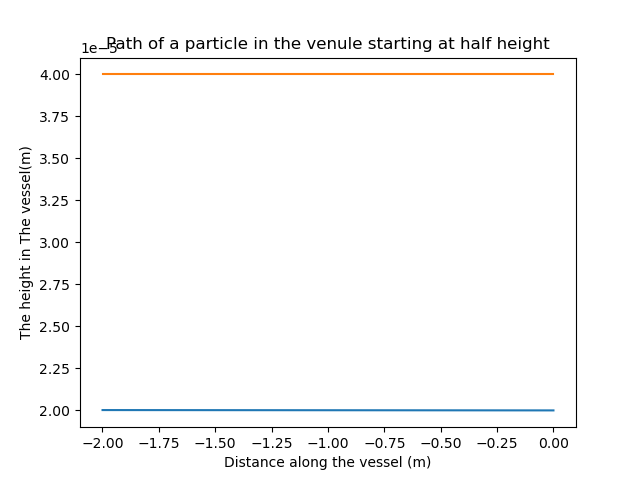 Path of a particle in the venule starting at half height
1e−5
4.00
3.75
3.50
3.25
3.00
2.75
2.50
2.25
2.00
The height in The vessel(m)
−2.00 −1.75 −1.50 −1.25 −1.00 −0.75 −0.50 −0.25 0.00
Distance along the vessel (m)